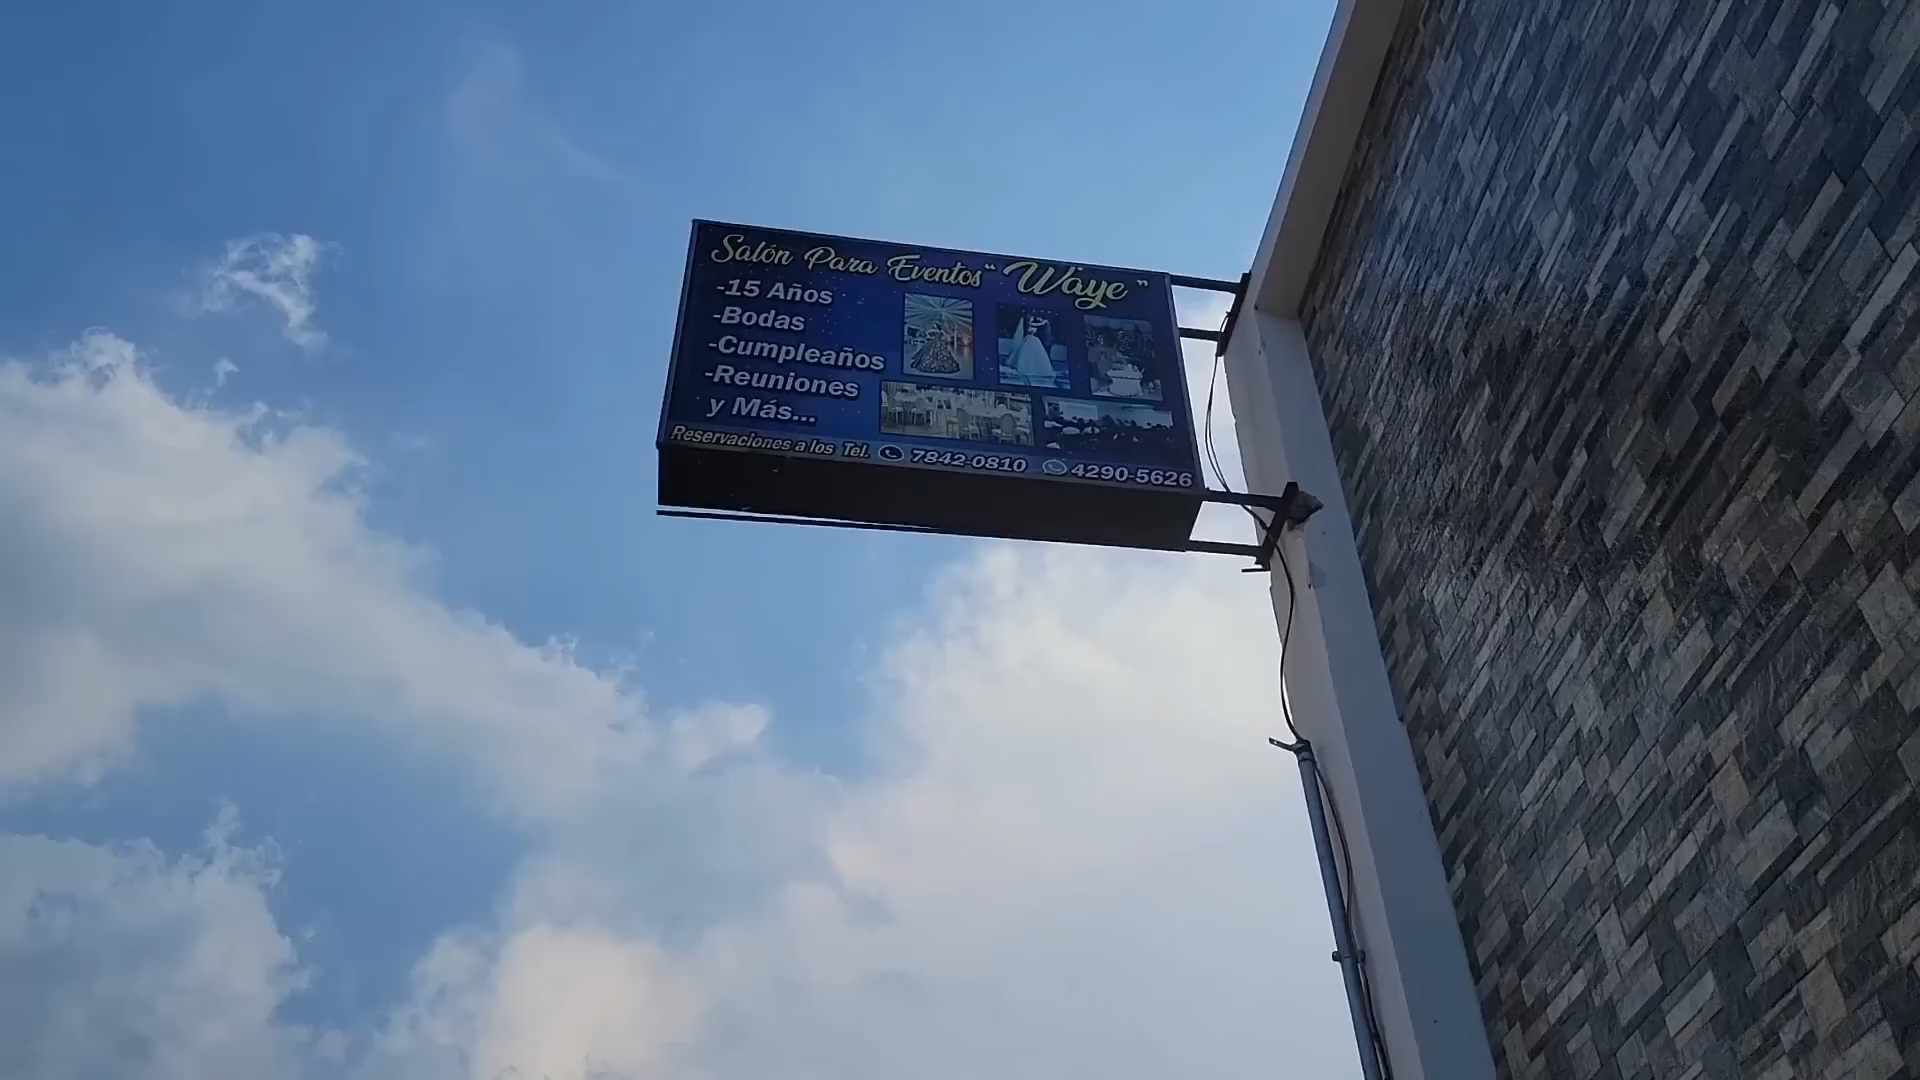 Salón Para Eventos "Waye"
-15 Años
-Bodas
-Cumpleaños
-Reuniones
y Más...
Reservaciones a los Tel. 7842-0810 4290-5626